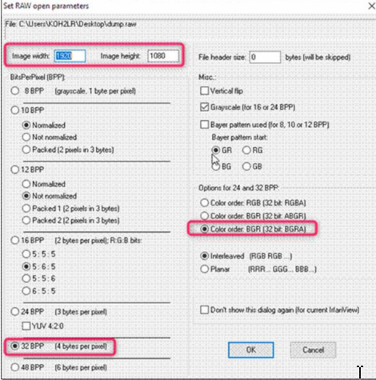 Set RAW open parameters
File: C:\Users\KOH2LR\Desktop\dump.raw
Image width: 1920 Image height: 1080
File header size: 0 bytes (will be skipped)
BitsPerPixel (BPP):
8 BPP (grayscale, 1 byte per pixel)
10 BPP
Normalized
Not normalized
Packed (2 pixels in 3 bytes)
12 BPP
Normalized
Not normalized
Packed 1 (2 pixels in 3 bytes)
Packed 2 (2 pixels in 3 bytes)
16 BPP (2 bytes per pixel); R:G:B bits:
5 : 5 : 5
5 : 6 : 5
5 : 5 : 6
6 : 5 : 5
24 BPP (3 bytes per pixel)
YUV 4:2:0
32 BPP (4 bytes per pixel)
48 BPP (6 bytes per pixel)
Misc.:
Vertical flip
Grayscale (for 16 or 24 BPP)
Bayer pattern used (for 8, 10 or 12 BPP)
Bayer pattern start:
GR RG
BG GB
Options for 24 and 32 BPP:
Color order: RGB (32 bit: RGBA)
Color order: BGR (32 bit: ABGR)
Color order: BGR (32 bit: BGRA)
Interleaved (RGB RGB...)
Planar (RRR... GGG... BBB...)
Don't show this dialog again (for current IrfanView)
OK Cancel